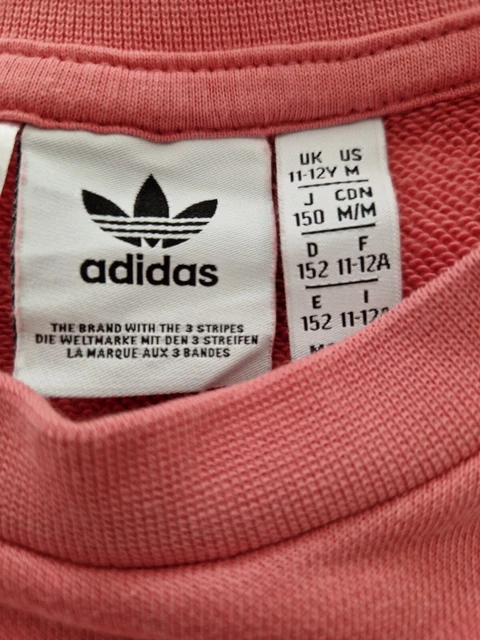 adidas
THE BRAND WITH THE 3 STRIPES
DIE WELTMARKE MIT DEN 3 STREIFEN
LA MARQUE AUX 3 BANDES
UK US
11-12Y M
J CDN
150 M/M
D F
152 11-12A
E I
152